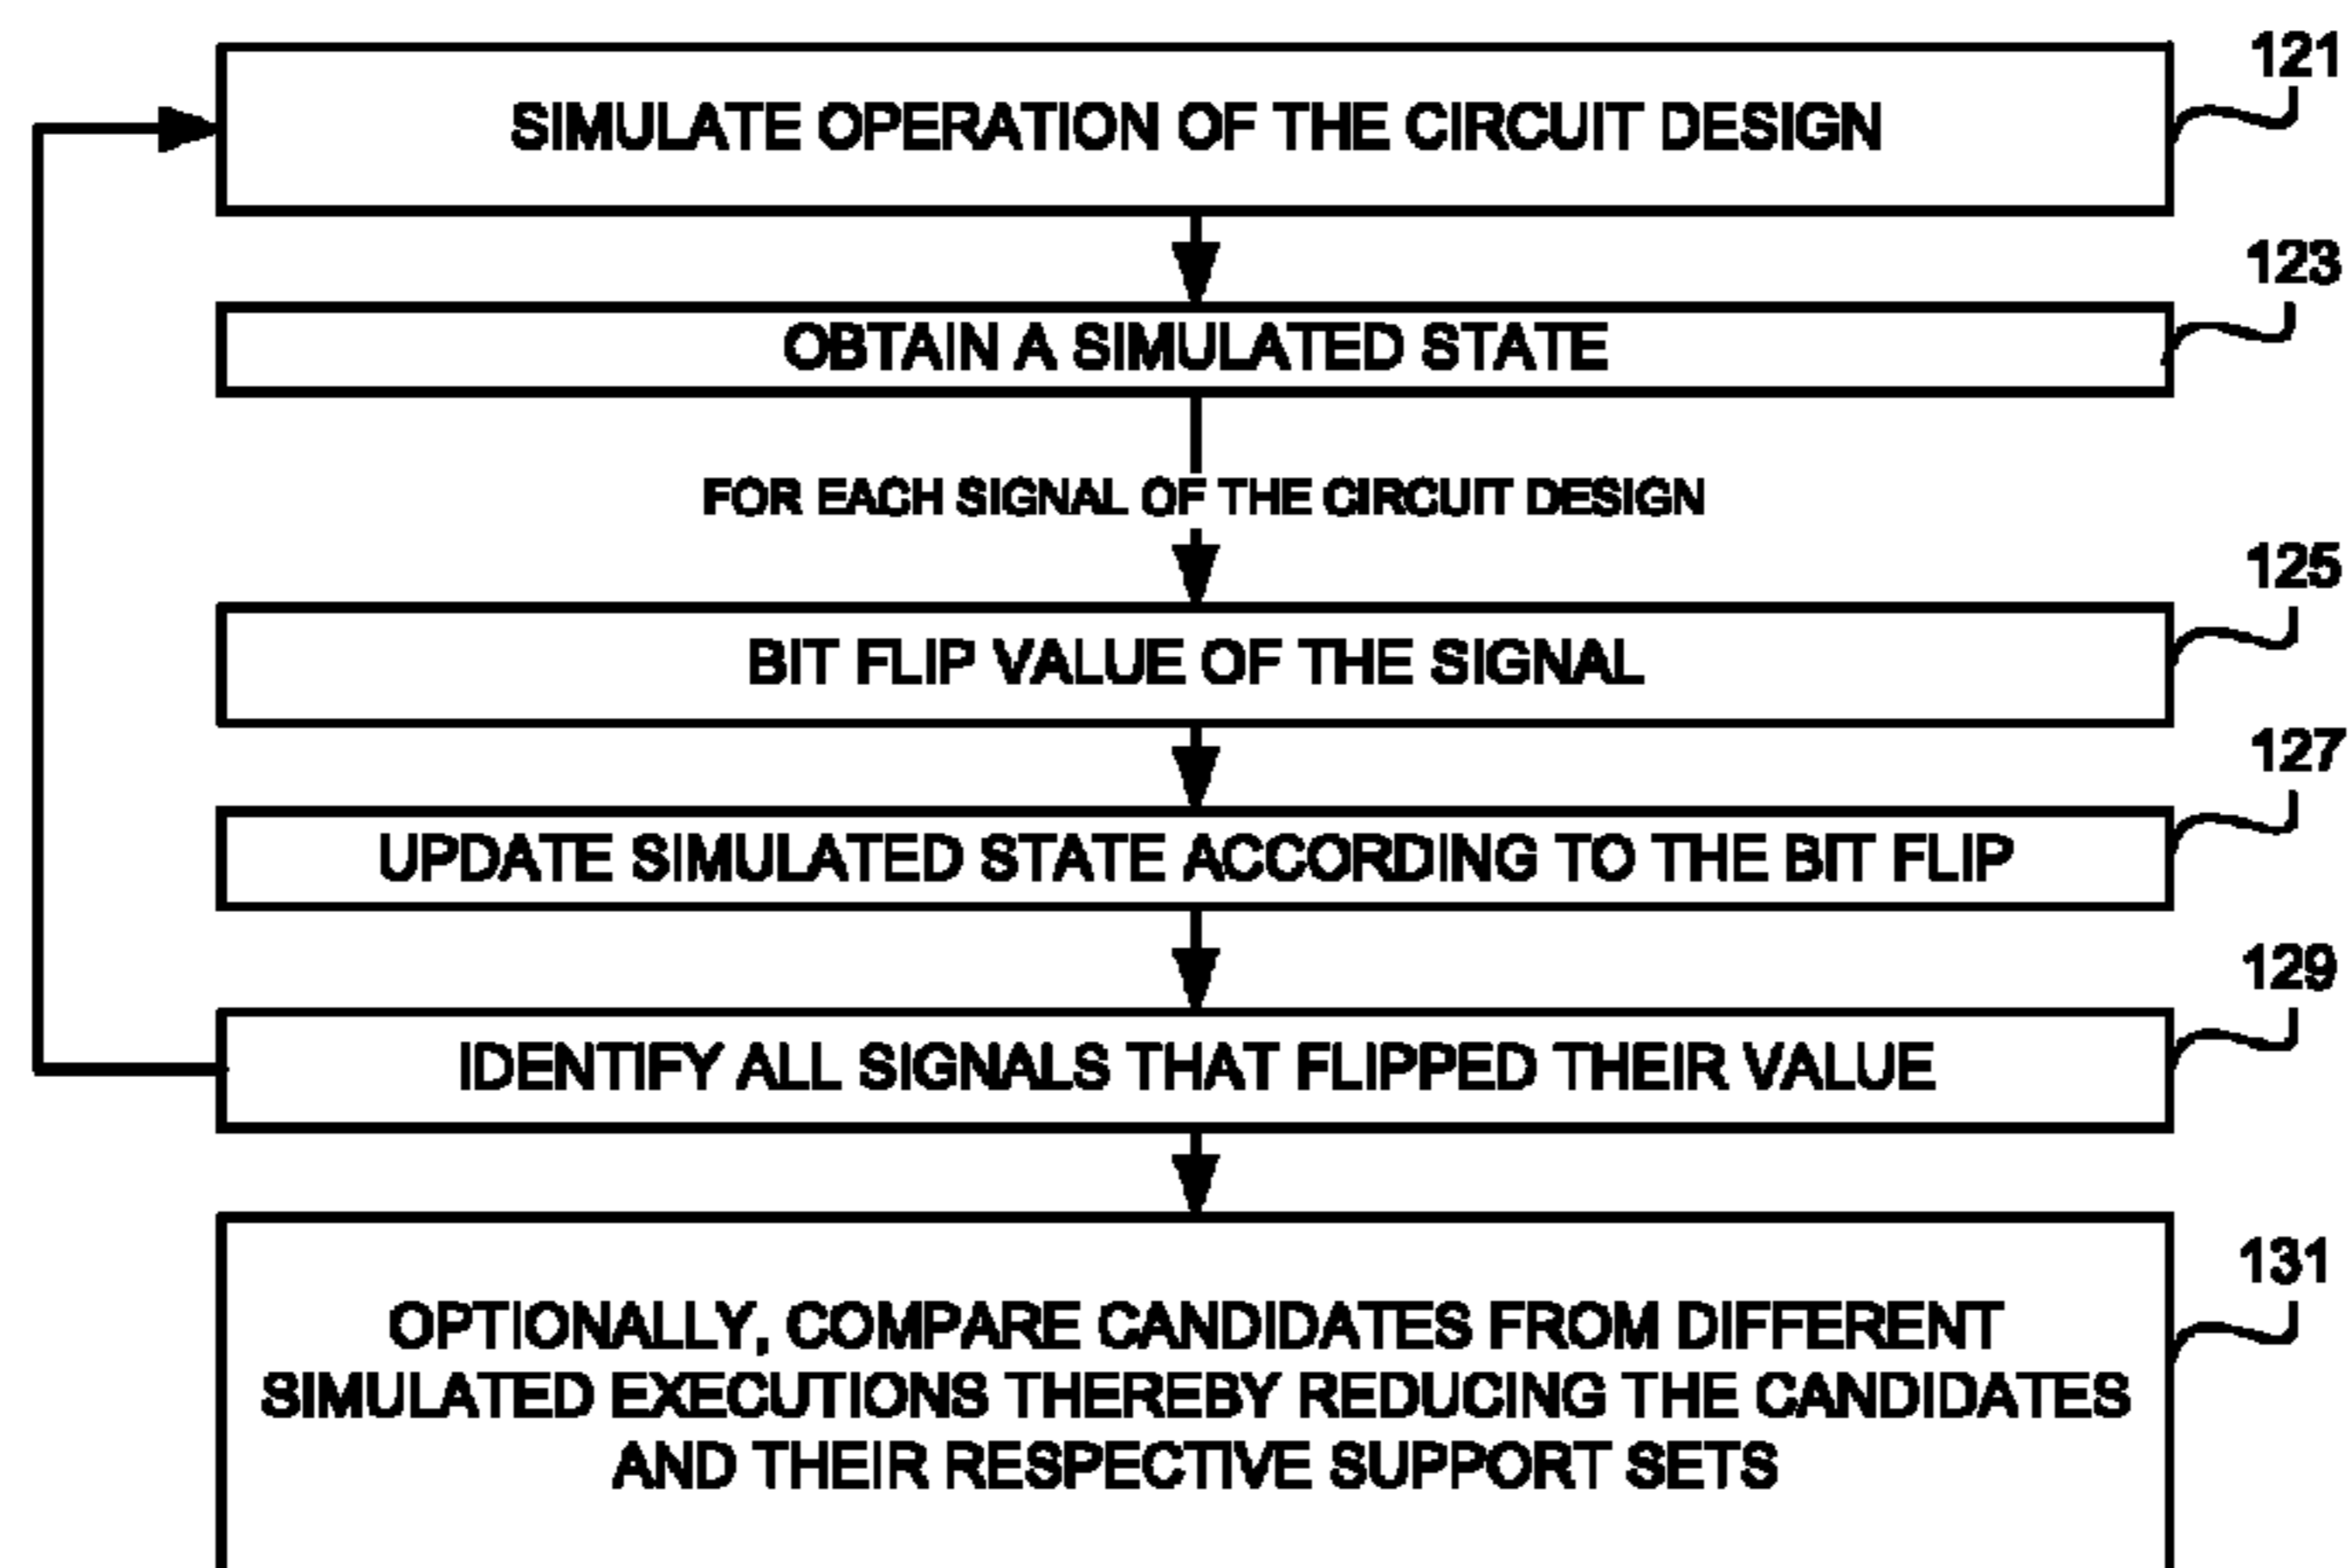 121
SIMULATE OPERATION OF THE CIRCUIT DESIGN
123
OBTAIN A SIMULATED STATE
FOR EACH SIGNAL OF THE CIRCUIT DESIGN
125
BIT FLIP VALUE OF THE SIGNAL
127
UPDATE SIMULATED STATE ACCORDING TO THE BIT FLIP
129
IDENTIFY ALL SIGNALS THAT FLIPPED THEIR VALUE
131
OPTIONALLY, COMPARE CANDIDATES FROM DIFFERENT
SIMULATED EXECUTIONS THEREBY REDUCING THE CANDIDATES
AND THEIR RESPECTIVE SUPPORT SETS